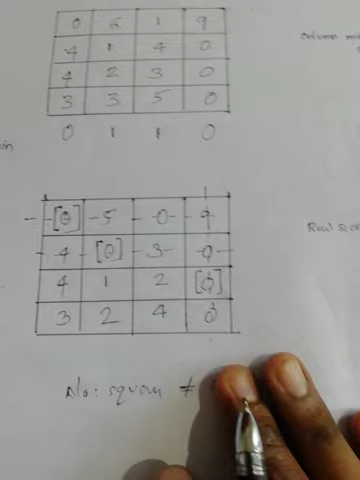 0 6 1 9
4 1 4 0
4 2 3 0
3 3 5 0
0 1 1 0
[0] 5 0 9
4 [0] 3 0
4 1 2 [0]
3 2 4 0
No: square ≠